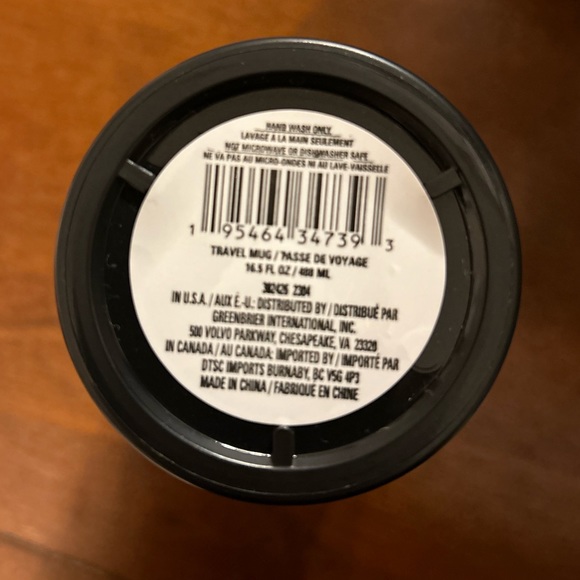 HAND WASH ONLY
LAVAGE A LA MAIN SEULEMENT
NOT MICROWAVE OR DISHWASHER SAFE
NE VA PAS AU MICRO-ONDES NI AU LAVE-VAISSELLE
1 95464 34739 3
TRAVEL MUG / TASSE DE VOYAGE
16.5 FL OZ / 488 ML
302426 2304
IN U.S.A. / AUX É.-U.: DISTRIBUTED BY / DISTRIBUÉ PAR
GREENBRIER INTERNATIONAL, INC.
500 VOLVO PARKWAY, CHESAPEAKE, VA 23320
IN CANADA / AU CANADA: IMPORTED BY / IMPORTÉ PAR
DTSC IMPORTS BURNABY, BC V5G 4P3
MADE IN CHINA / FABRIQUÉ EN CHINE